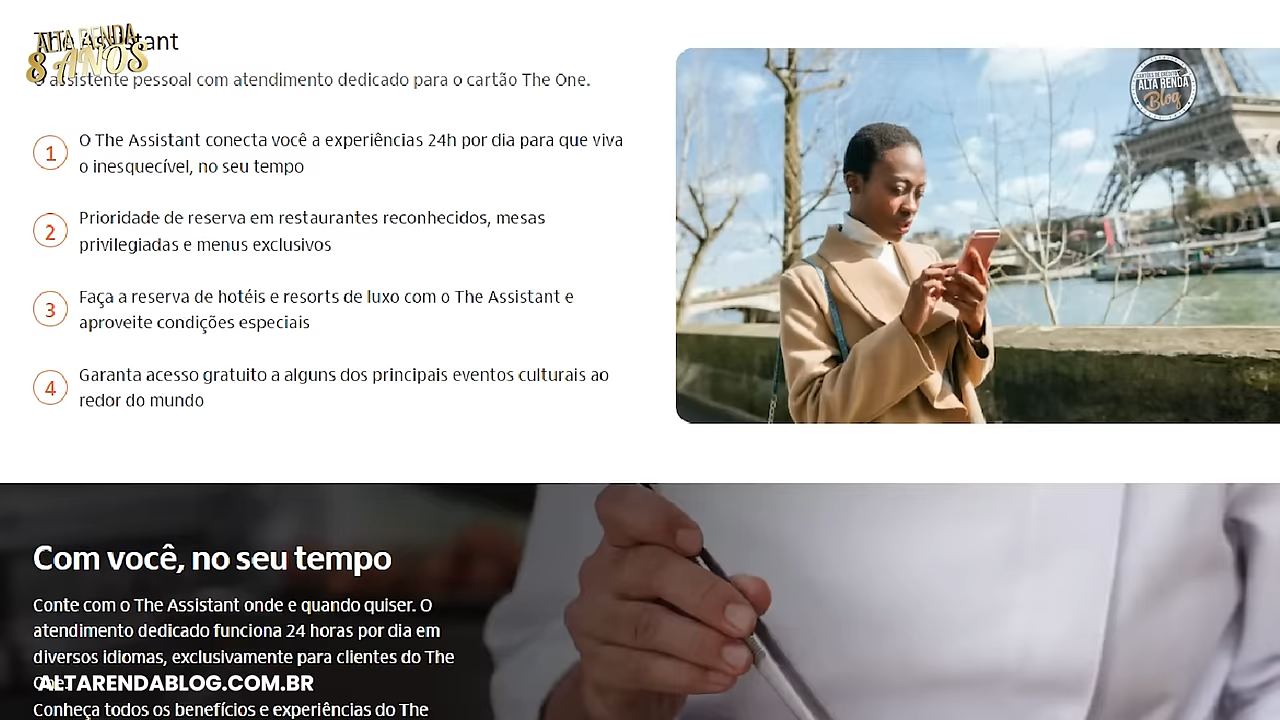 The Assistant
ALTA RENDA
8 ANOS
O assistente pessoal com atendimento dedicado para o cartão The One.
1
O The Assistant conecta você a experiências 24h por dia para que viva
o inesquecível, no seu tempo
2
Prioridade de reserva em restaurantes reconhecidos, mesas
privilegiadas e menus exclusivos
3
Faça a reserva de hotéis e resorts de luxo com o The Assistant e
aproveite condições especiais
4
Garanta acesso gratuito a alguns dos principais eventos culturais ao
redor do mundo
CARTÕES DE CRÉDITO
ALTA RENDA
Blog
Com você, no seu tempo
Conte com o The Assistant onde e quando quiser. O
atendimento dedicado funciona 24 horas por dia em
diversos idiomas, exclusivamente para clientes do The
One.
ALTARENDABLOG.COM.BR
Conheça todos os benefícios e experiências do The